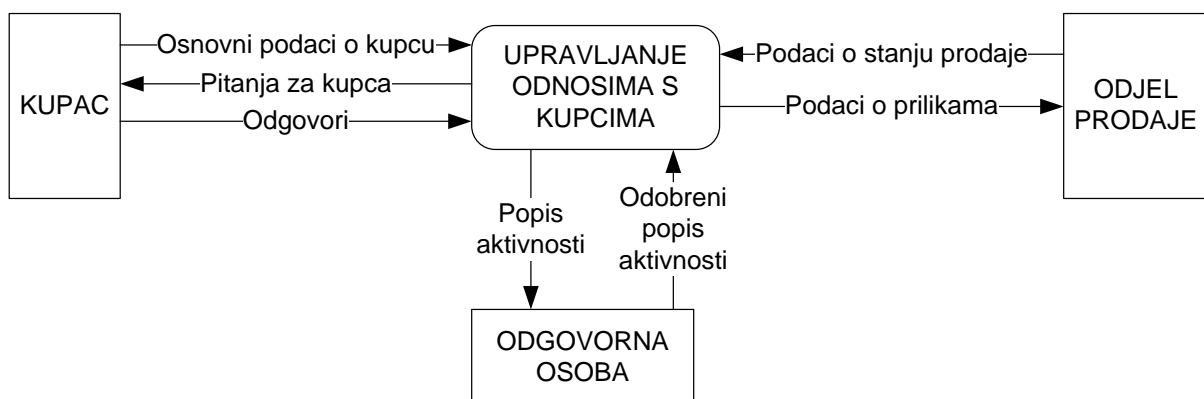 KUPAC
Osnovni podaci o kupcu
Pitanja za kupca
Odgovori
UPRAVLJANJE
ODNOSIMA S
KUPCIMA
Podaci o stanju prodaje
Podaci o prilikama
ODJEL
PRODAJE
Popis
aktivnosti
Odobreni
popis
aktivnosti
ODGOVORNA
OSOBA